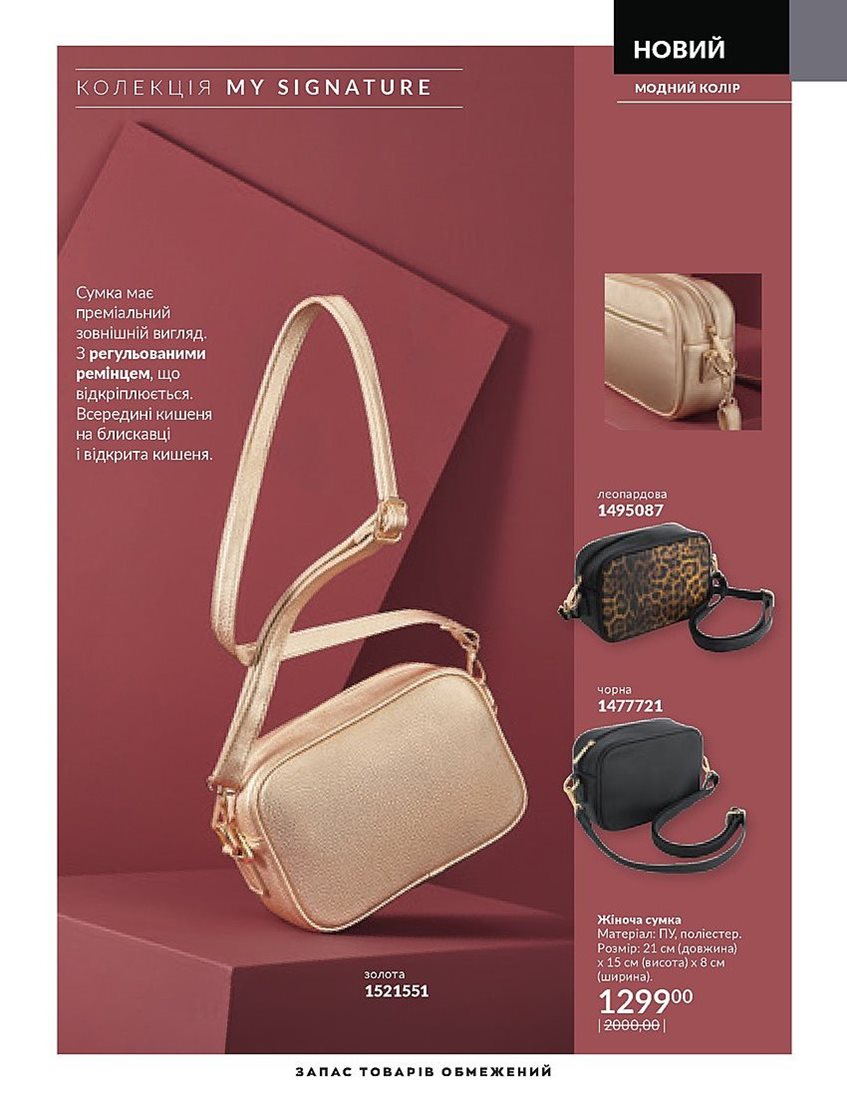 НОВИЙ
МОДНИЙ КОЛІР
КОЛЕКЦІЯ MY SIGNATURE
Сумка має
преміальний
зовнішній вигляд.
З регульованими
ремінцем, що
відкріплюється.
Всередині кишеня
на блискавці
і відкрита кишеня.
леопардова
1495087
чорна
1477721
золота
1521551
Жіноча сумка
Матеріал: ПУ, поліестер.
Розмір: 21 см (довжина)
х 15 см (висота) х 8 см
(ширина).
129900
| 2000,00 |
ЗАПАС ТОВАРІВ ОБМЕЖЕНИЙ